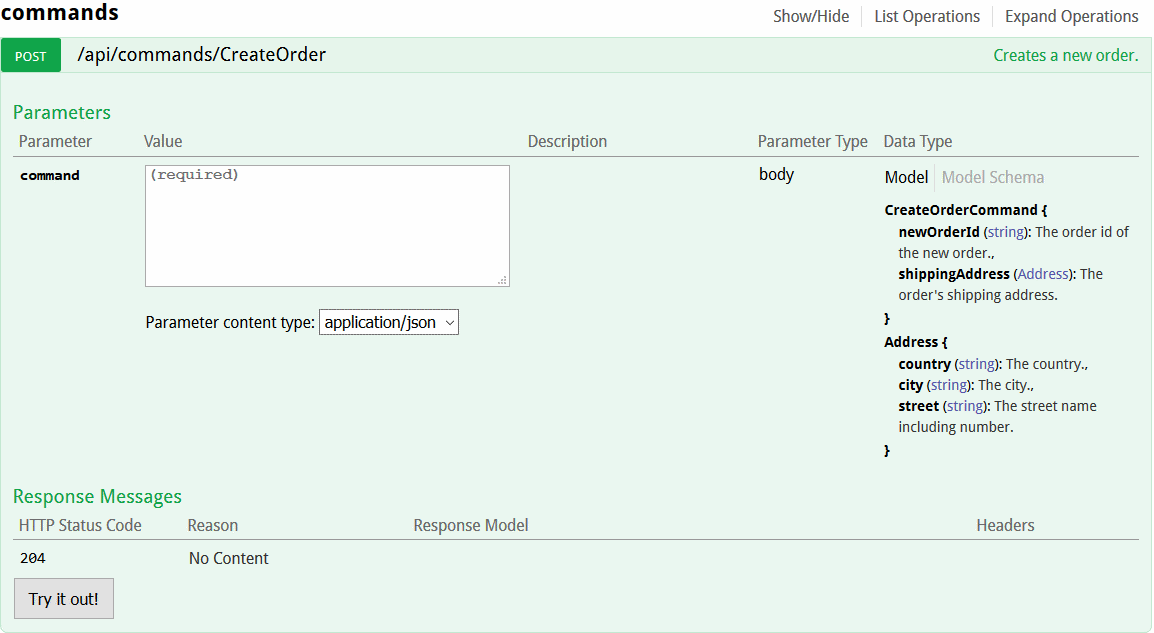 commands
Show/Hide List Operations Expand Operations
POST /api/commands/CreateOrder Creates a new order.
Parameters
Parameter Value Description Parameter Type Data Type
command (required) body Model Model Schema
CreateOrderCommand {
newOrderId (string): The order id of
the new order.,
shippingAddress (Address): The
order's shipping address.
}
Address {
country (string): The country.,
city (string): The city.,
street (string): The street name
including number.
}
Parameter content type: application/json
Response Messages
HTTP Status Code Reason Response Model Headers
204 No Content
Try it out!